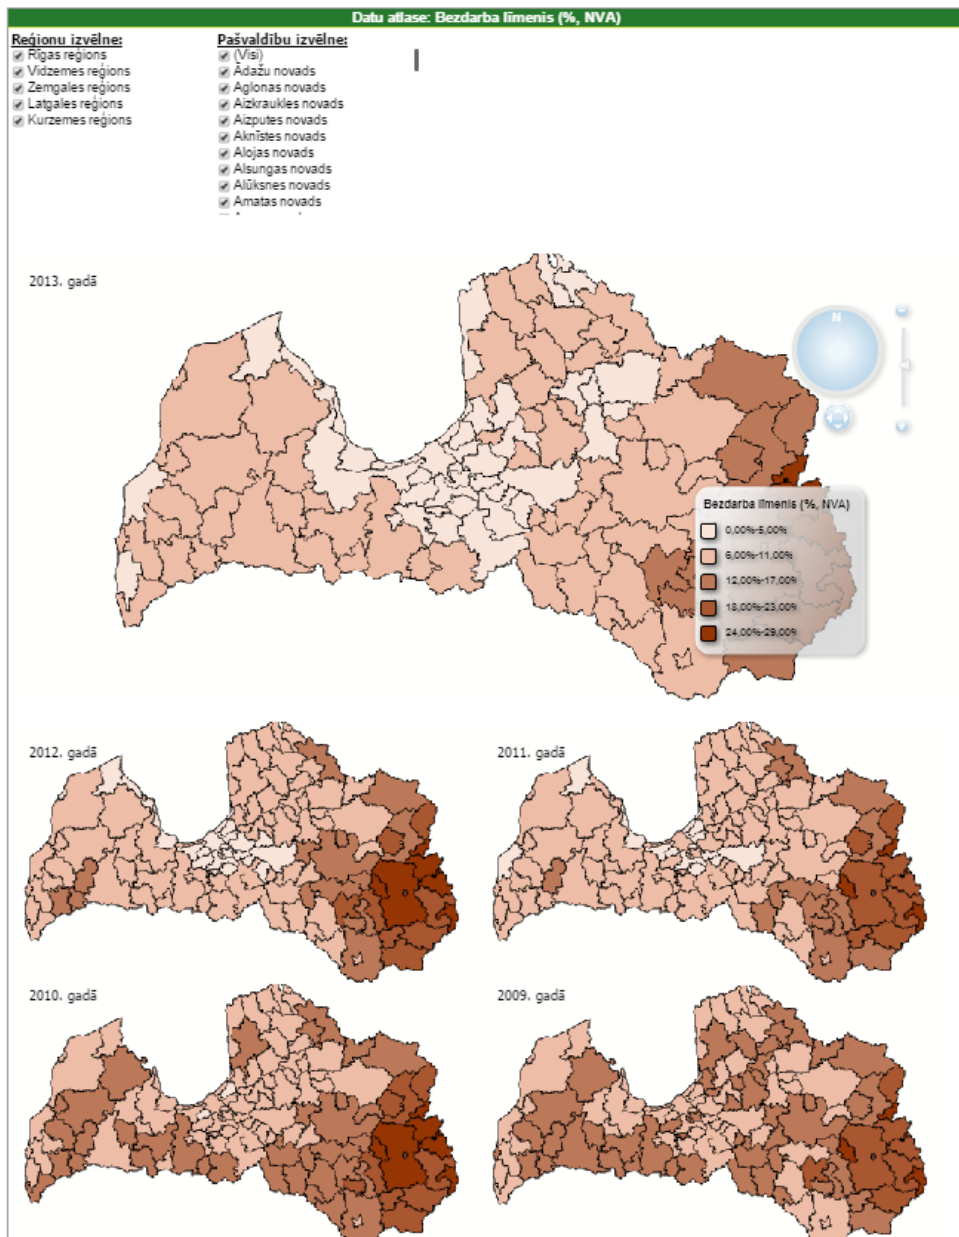 Datu atlase: Bezdarba līmenis (%, NVA)
Reģionu izvēlne:
Rīgas reģions
Vidzemes reģions
Zemgales reģions
Latgales reģions
Kurzemes reģions
Pašvaldību izvēlne:
(Visi)
Ādažu novads
Aglonas novads
Aizkraukles novads
Aizputes novads
Aknīstes novads
Alojas novads
Alsungas novads
Alūksnes novads
Amatas novads
2013. gadā
N
Bezdarba līmenis (%, NVA)
0,00%-5,00%
6,00%-11,00%
12,00%-17,00%
18,00%-23,00%
24,00%-29,00%
2012. gadā
2011. gadā
2010. gadā
2009. gadā